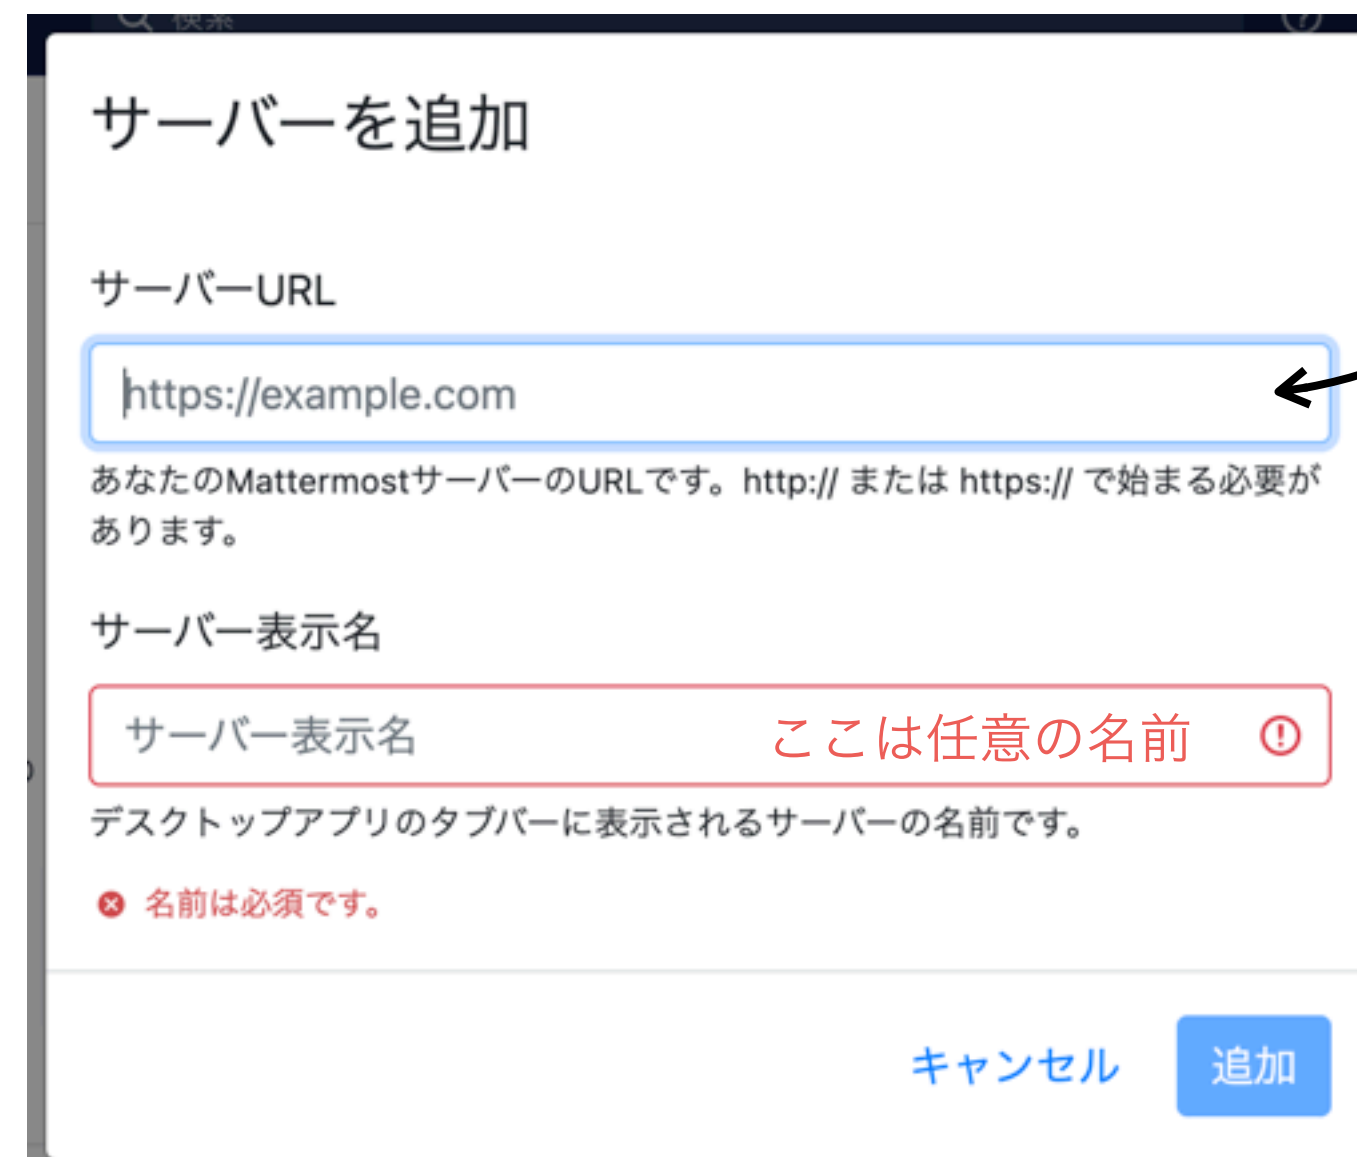 検索
サーバーを追加
サーバーURL
https://example.com
あなたのMattermostサーバーのURLです。http:// または https:// で始まる必要が
あります。
サーバー表示名
サーバー表示名 ここは任意の名前
デスクトップアプリのタブバーに表示されるサーバーの名前です。
名前は必須です。
キャンセル 追加